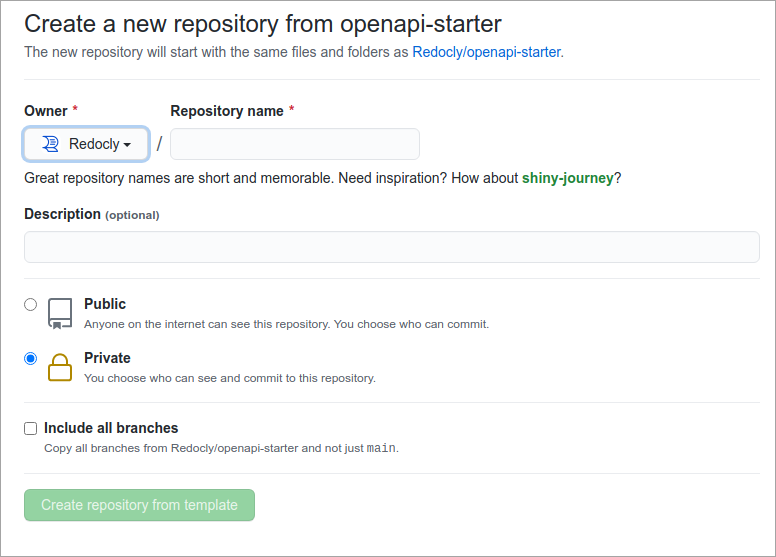 Create a new repository from openapi-starter
The new repository will start with the same files and folders as Redocly/openapi-starter.
Owner * Repository name *
Redocly /
Great repository names are short and memorable. Need inspiration? How about shiny-journey?
Description (optional)
Public
Anyone on the internet can see this repository. You choose who can commit.
Private
You choose who can see and commit to this repository.
Include all branches
Copy all branches from Redocly/openapi-starter and not just main.
Create repository from template